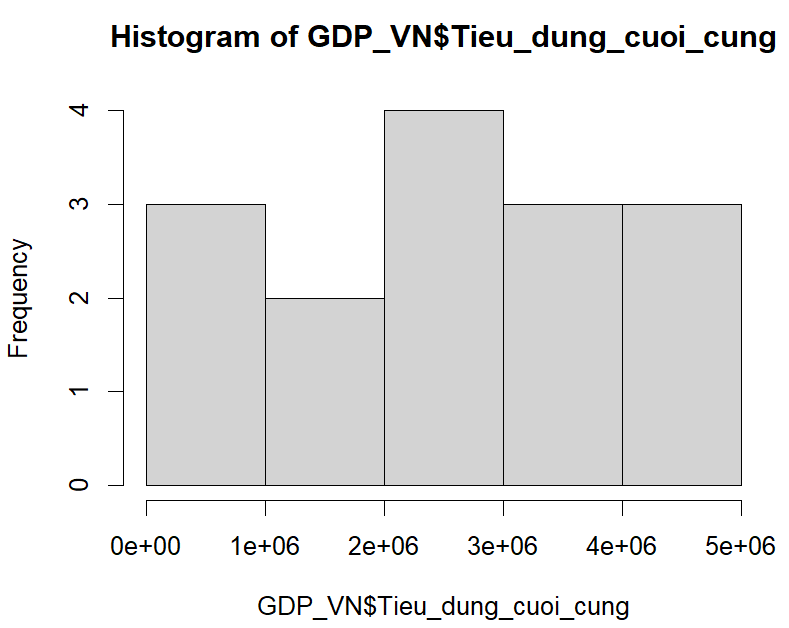 Histogram of GDP_VN$Tieu_dung_cuoi_cung
4
3
2
1
0
Frequency
0e+00 1e+06 2e+06 3e+06 4e+06 5e+06
GDP_VN$Tieu_dung_cuoi_cung